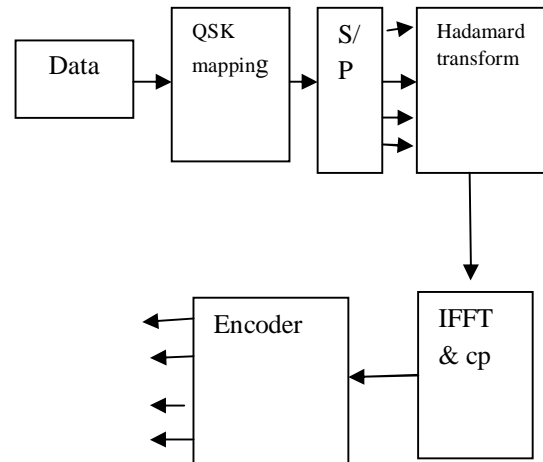 Data
QSK
mapping
S/
P
Hadamard
transform
IFFT
& cp
Encoder